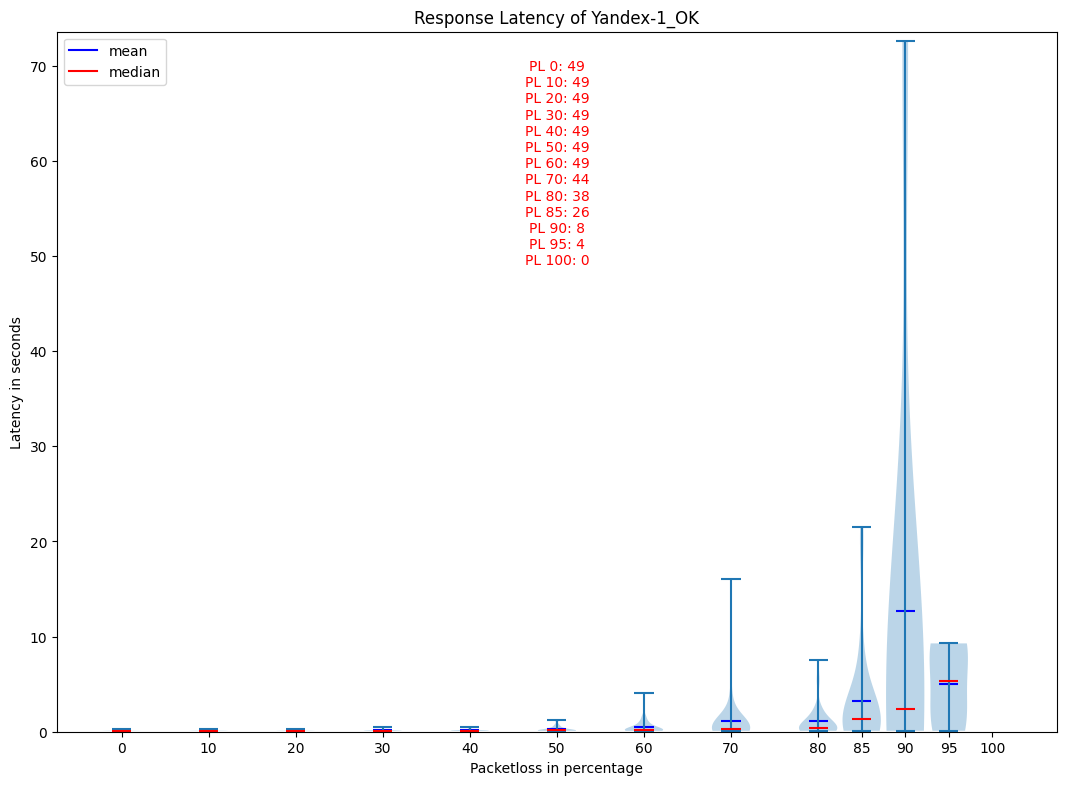 Response Latency of Yandex-1_OK
mean
median
PL 0: 49
PL 10: 49
PL 20: 49
PL 30: 49
PL 40: 49
PL 50: 49
PL 60: 49
PL 70: 44
PL 80: 38
PL 85: 26
PL 90: 8
PL 95: 4
PL 100: 0
Latency in seconds
70
60
50
40
30
20
10
0
0 10 20 30 40 50 60 70 80 85 90 95 100
Packetloss in percentage